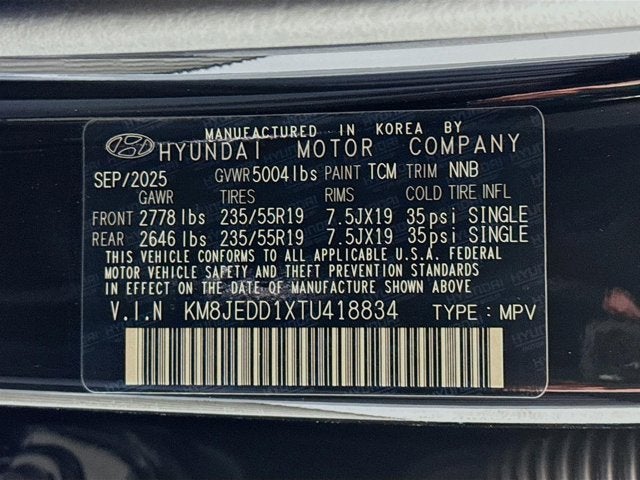 MANUFACTURED IN KOREA BY
HYUNDAI MOTOR COMPANY
SEP/2025 GVWR 5004lbs PAINT TCM TRIM NNB
GAWR TIRES RIMS COLD TIRE INFL
FRONT 2778 lbs 235/55R19 7.5JX19 35psi SINGLE
REAR 2646 lbs 235/55R19 7.5JX19 35psi SINGLE
THIS VEHICLE CONFORMS TO ALL APPLICABLE U.S.A. FEDERAL
MOTOR VEHICLE SAFETY AND THEFT PREVENTION STANDARDS
IN EFFECT ON THE DATE OF MANUFACTURE SHOWN ABOVE
V.I.N KM8JEDD1XTU418834 TYPE : MPV